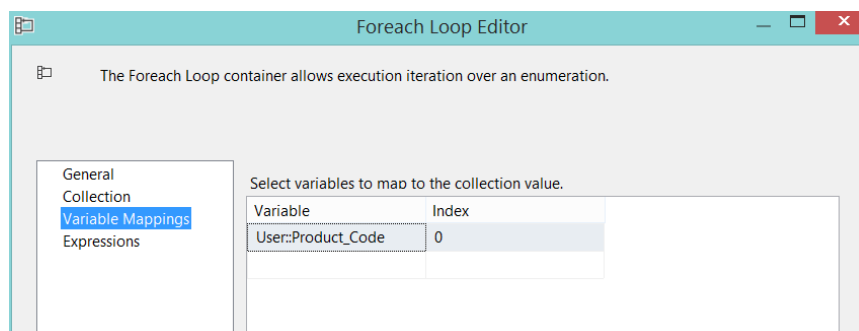 Foreach Loop Editor
The Foreach Loop container allows execution iteration over an enumeration.
General
Collection
Variable Mappings
Expressions
Select variables to map to the collection value.
Variable Index
User::Product_Code 0